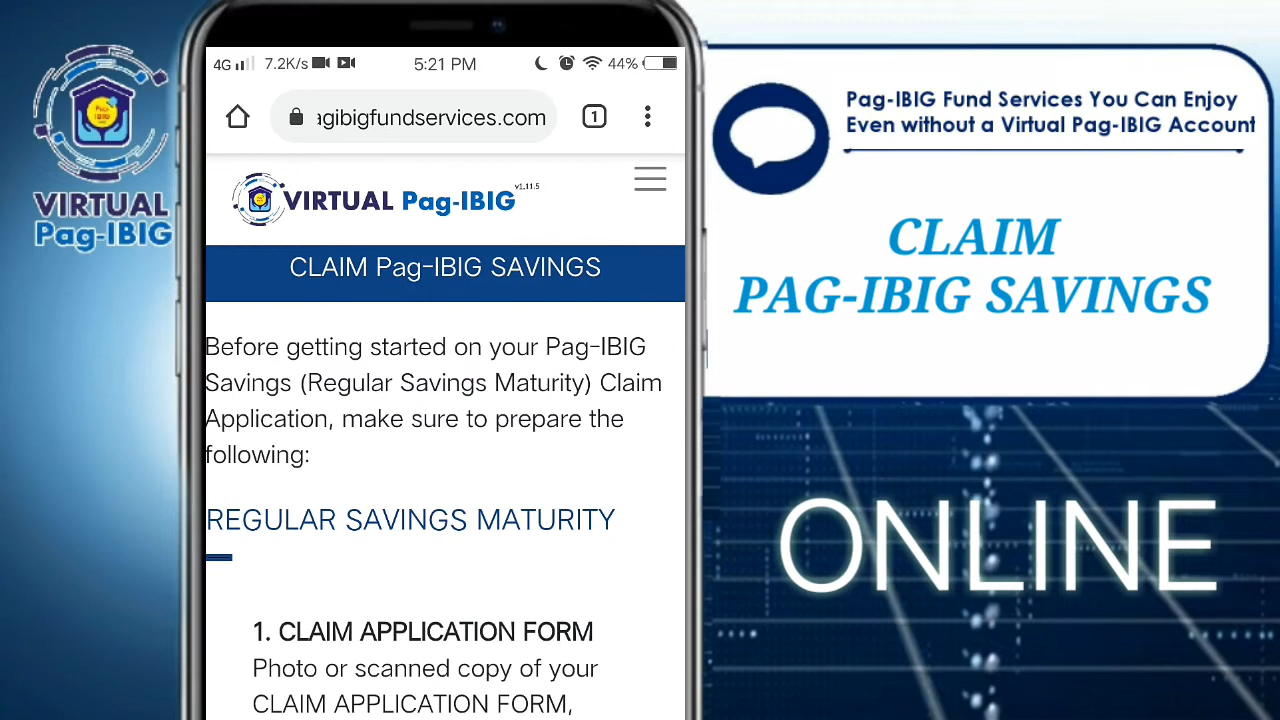 VIRTUAL
Pag-IBIG
4G 7.2K/s 5:21 PM 44%
agibigfundservices.com 1
VIRTUAL Pag-IBIG v1.11.5
CLAIM Pag-IBIG SAVINGS
Before getting started on your Pag-IBIG
Savings (Regular Savings Maturity) Claim
Application, make sure to prepare the
following:
REGULAR SAVINGS MATURITY
1. CLAIM APPLICATION FORM
Photo or scanned copy of your
CLAIM APPLICATION FORM,
Pag-IBIG Fund Services You Can Enjoy
Even without a Virtual Pag-IBIG Account
CLAIM
PAG-IBIG SAVINGS
ONLINE